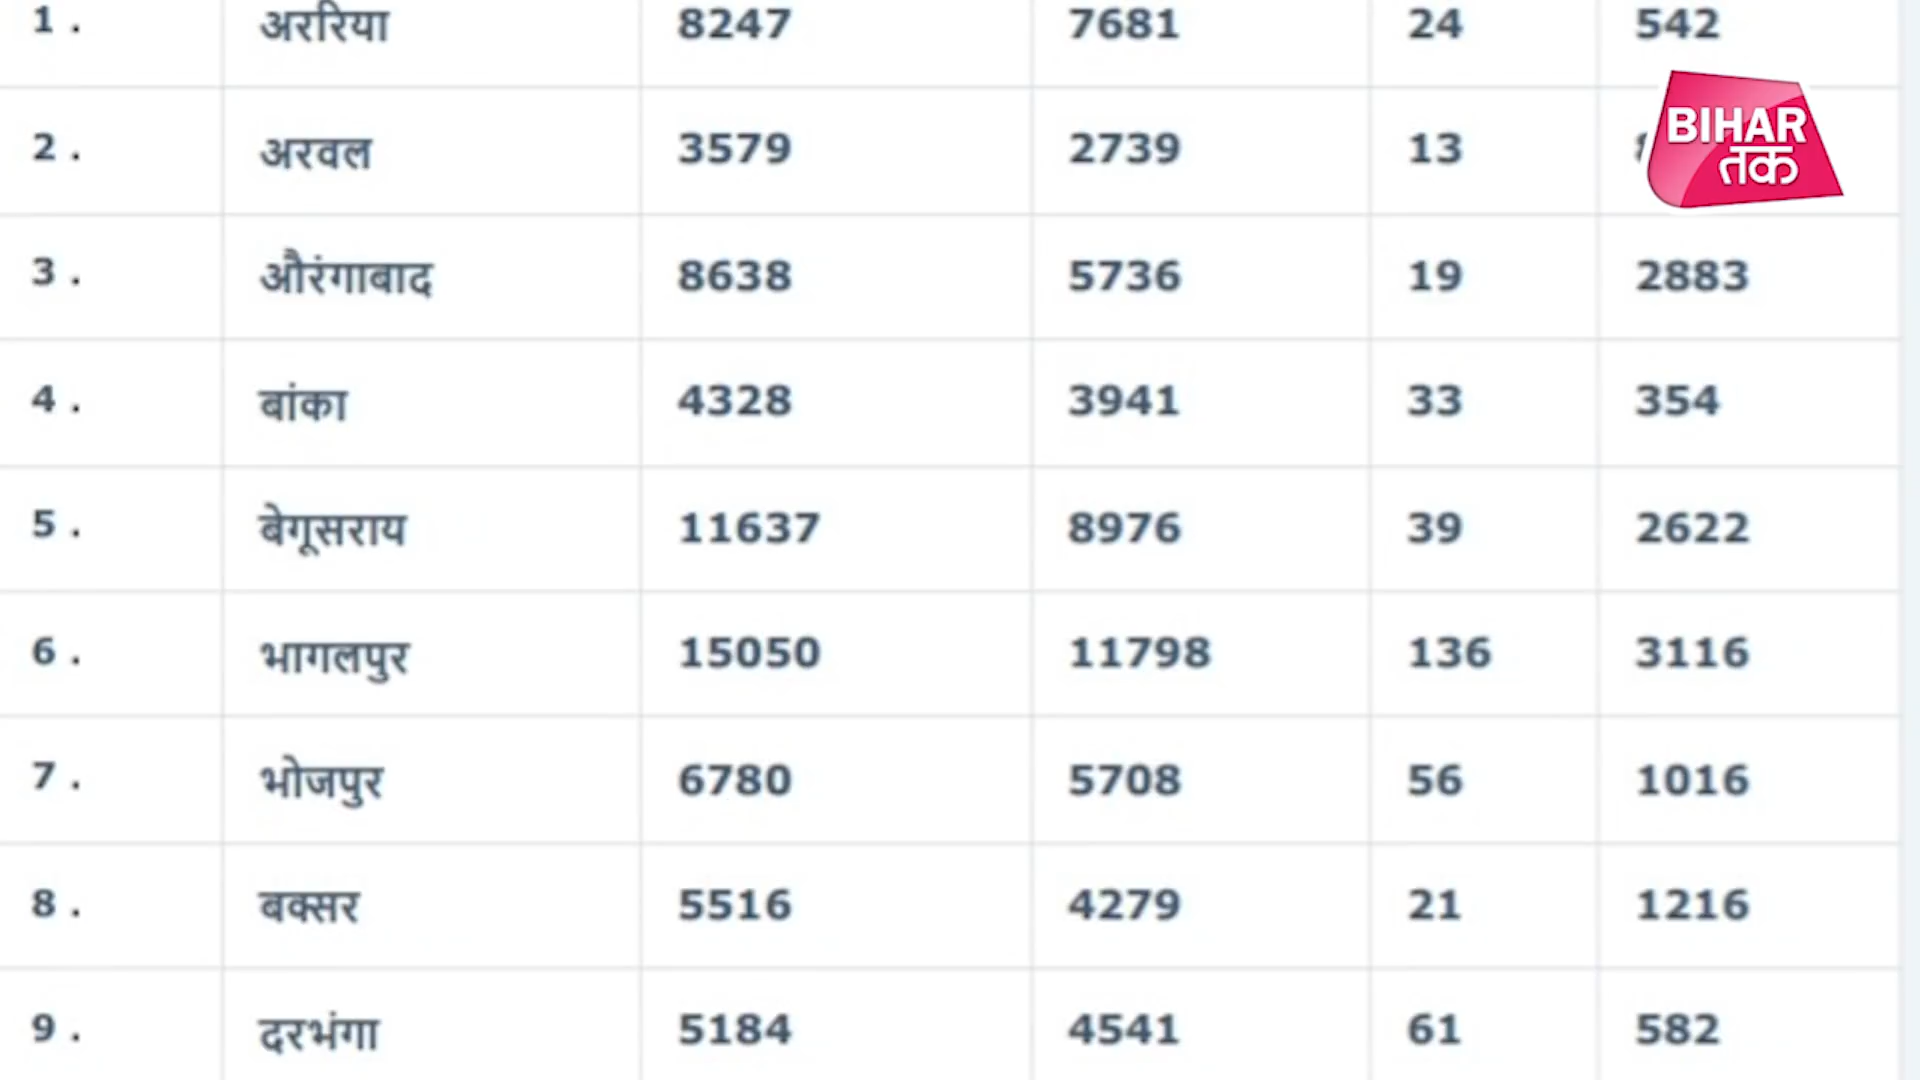 1 . अररिया 8247 7681 24 542
2 . अरवल 3579 2739 13
BIHAR
तक
3 . औरंगाबाद 8638 5736 19 2883
4 . बांका 4328 3941 33 354
5 . बेगूसराय 11637 8976 39 2622
6 . भागलपुर 15050 11798 136 3116
7 . भोजपुर 6780 5708 56 1016
8 . बक्सर 5516 4279 21 1216
9 . दरभंगा 5184 4541 61 582